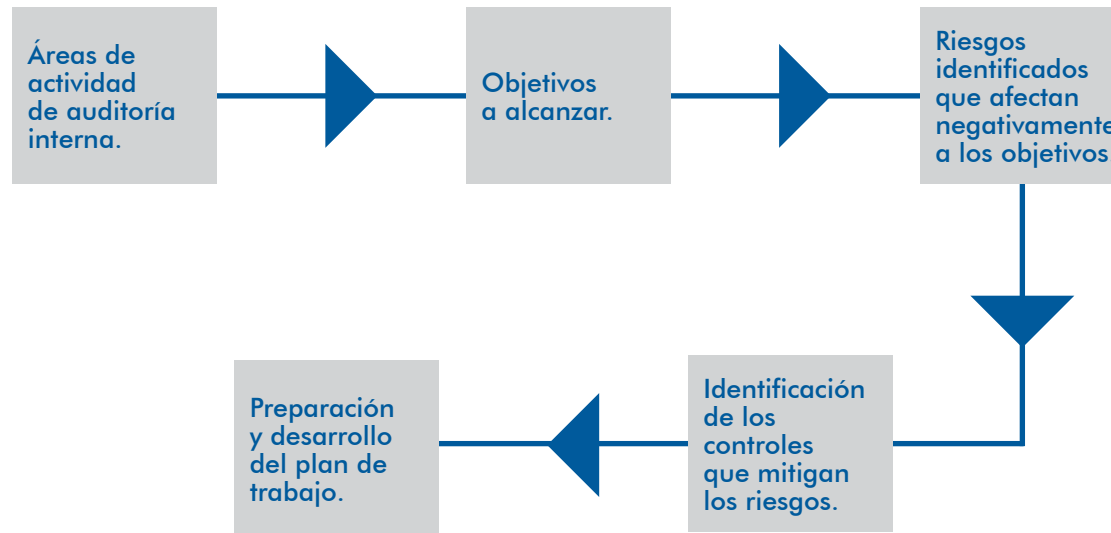 Áreas de
actividad
de auditoría
interna.
Objetivos
a alcanzar.
Riesgos
identificados
que afectan
negativamente
a los objetivos
Identificación
de los
controles
que mitigan
los riesgos.
Preparación
y desarrollo
del plan de
trabajo.